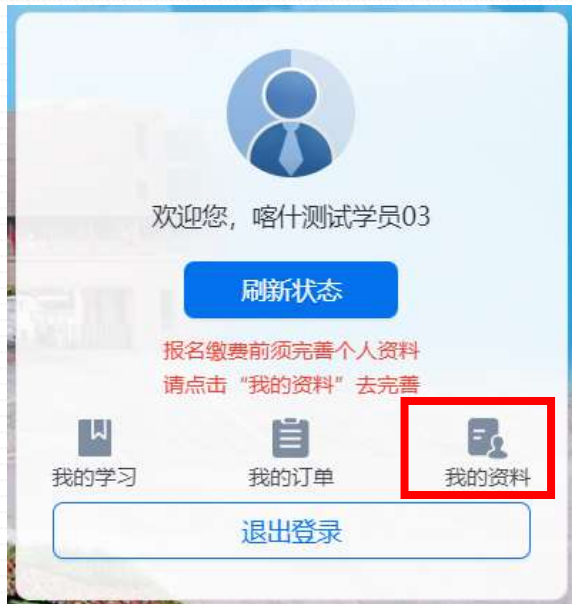 欢迎您，喀什测试学员03
刷新状态
报名缴费前须完善个人资料
请点击“我的资料”去完善
我的学习 我的订单 我的资料
退出登录